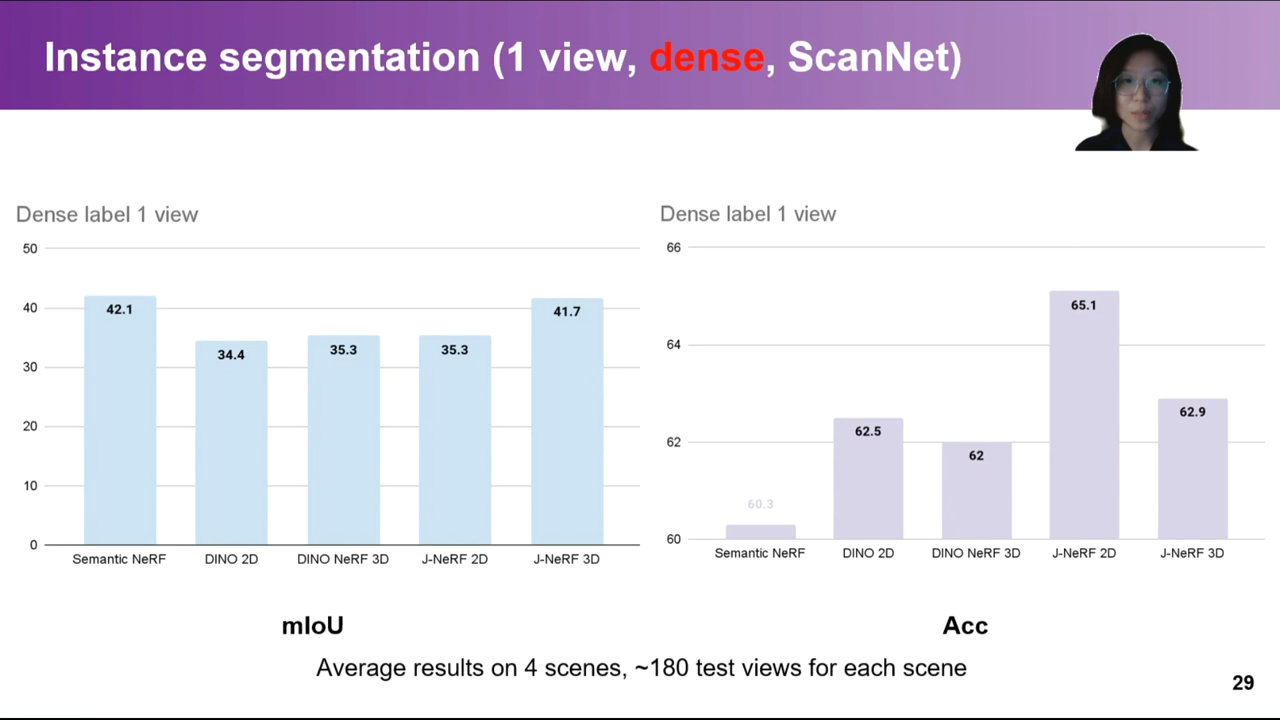 Instance segmentation (1 view, dense, ScanNet)
Dense label 1 view
50
40
30
20
10
0
42.1
34.4
35.3
35.3
41.7
Semantic NeRF
DINO 2D
DINO NeRF 3D
J-NeRF 2D
J-NeRF 3D
mIoU
Dense label 1 view
66
64
62
60
60.3
62.5
62
65.1
62.9
Semantic NeRF
DINO 2D
DINO NeRF 3D
J-NeRF 2D
J-NeRF 3D
Acc
Average results on 4 scenes, ~180 test views for each scene
29